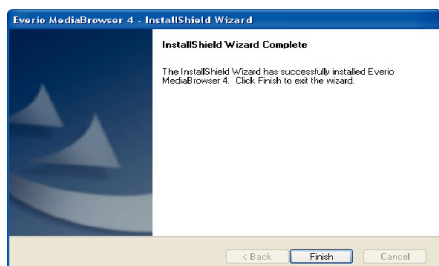 Everio MediaBrowser 4 - InstallShield Wizard
InstallShield Wizard Complete
The InstallShield Wizard has successfully installed Everio
MediaBrowser 4. Click Finish to exit the wizard.
< Back Finish Cancel